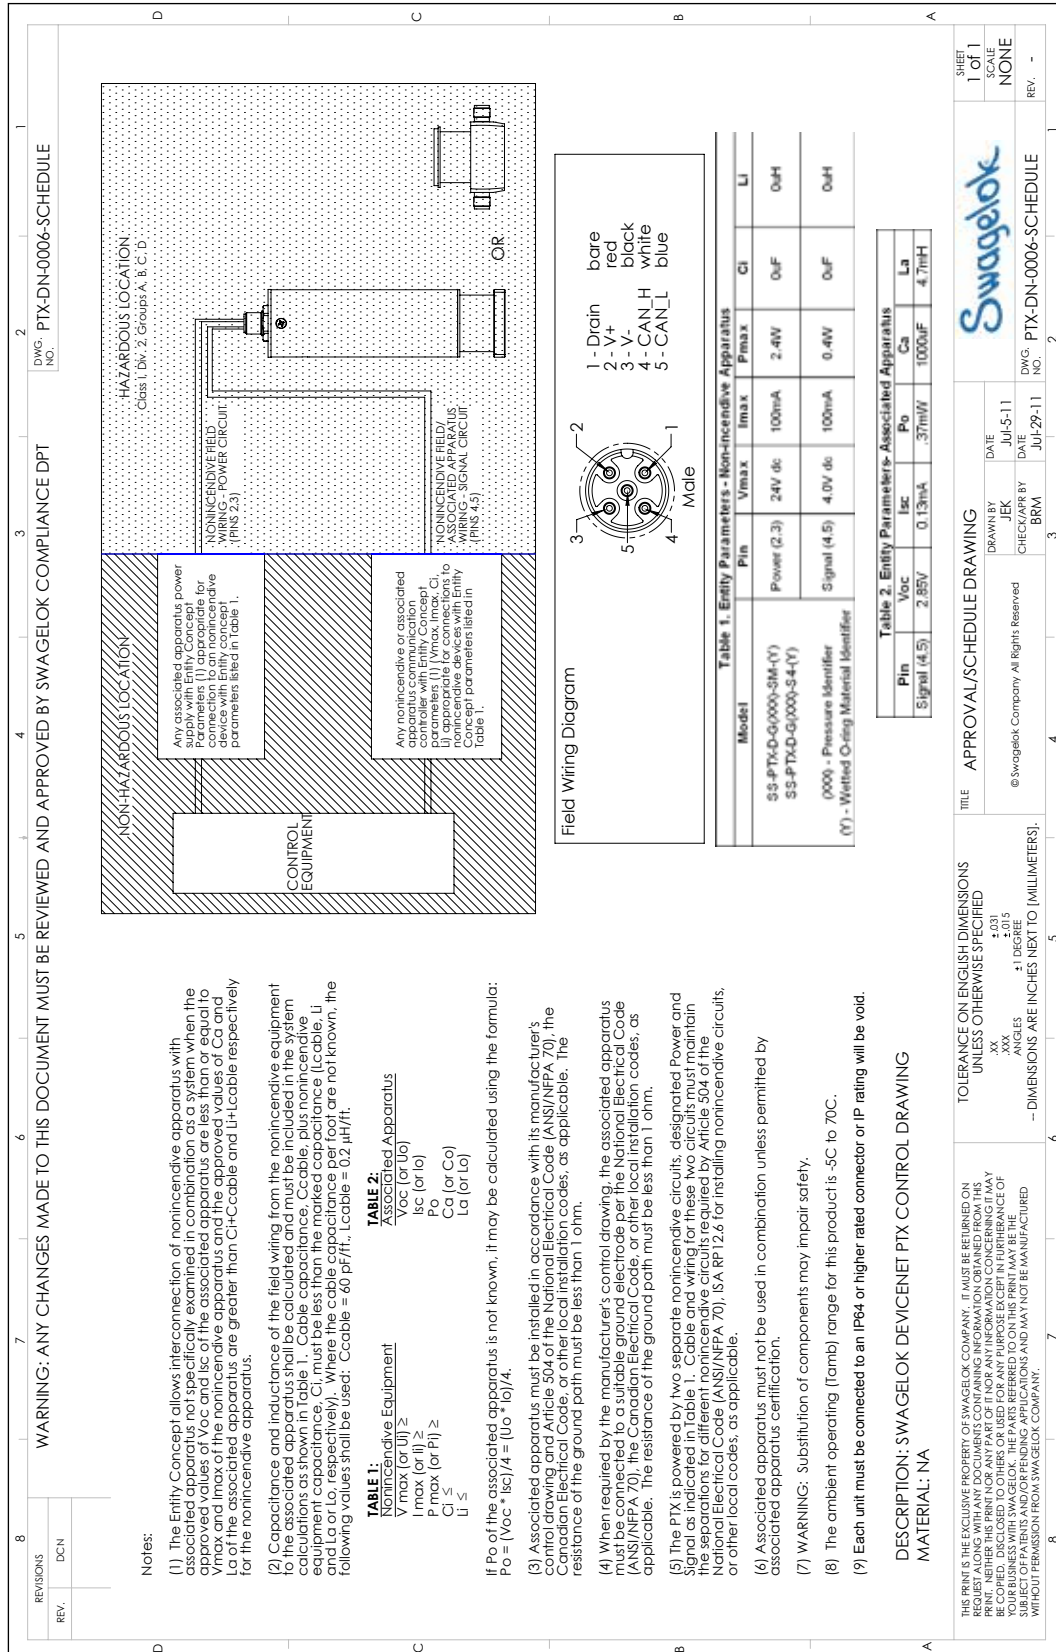 8
7
6
5
4
3
2
1
REVISIONS
REV.
DCN
WARNING: ANY CHANGES MADE TO THIS DOCUMENT MUST BE REVIEWED AND APPROVED BY SWAGELOK COMPLIANCE DPT
DWG. NO.
PTX-DN-0006-SCHEDULE
D
C
B
A
Notes:
(1) The Entity Concept allows interconnection of nonincendive apparatus with
associated apparatus not specifically examined in combination as a system when the
approved values of Voc and Isc of the associated apparatus are less than or equal to
Vmax and Imax of the nonincendive apparatus and the approved values of Ca and
La of the associated apparatus are greater than Ci+Ccable and Li+Lcable respectively
for the nonincendive apparatus.
(2) Capacitance and inductance of the field wiring from the nonincendive equipment
to the associated apparatus shall be calculated and must be included in the system
calculations as shown in Table 1. Cable capacitance, Ccable, plus nonincendive
equipment capacitance, Ci, must be less than the marked capacitance (Lcable, Li
and La or Lo, respectively). Where the cable capacitance per foot are not known, the
following values shall be used: Ccable = 60 pF/ft., Lcable = 0.2 µH/ft.
TABLE 1:
Nonincendive Equipment
V max (or Ui) ≥
I max (or Ii) ≥
P max (or Pi) ≥
Ci ≤
Li ≤
TABLE 2:
Associated Apparatus
Voc (or Uo)
Isc (or Io)
Po
Ca (or Co)
La (or Lo)
If Po of the associated apparatus is not known, it may be calculated using the formula:
Po = (Voc * Isc)/4 = (Uo * Io)/4.
(3) Associated apparatus must be installed in accordance with its manufacturer's
control drawing and Article 504 of the National Electrical Code (ANSI/NFPA 70), the
Canadian Electrical Code, or other local installation codes, as applicable. The
resistance of the ground path must be less than 1 ohm.
(4) When required by the manufacturer's control drawing, the associated apparatus
must be connected to a suitable ground electrode per the National Electrical Code
(ANSI/NFPA 70), the Canadian Electrical Code, or other local installation codes, as
applicable. The resistance of the ground path must be less than 1 ohm.
(5) The PTX is powered by two separate nonincendive circuits, designated Power and
Signal as indicated in Table 1. Cable and wiring for these two circuits must maintain
the separations for different nonincendive circuits required by Article 504 of the
National Electrical Code (ANSI/NFPA 70), ISA RP12.6 for installing nonincendive circuits,
or other local codes, as applicable.
(6) Associated apparatus must not be used in combination unless permitted by
associated apparatus certification.
(7) WARNING: Substitution of components may impair safety.
(8) The ambient operating (Tamb) range for this product is -5C to 70C.
(9) Each unit must be connected to an IP64 or higher rated connector or IP rating will be void.
DESCRIPTION: SWAGELOK DEVICENET PTX CONTROL DRAWING
MATERIAL: NA
NON-HAZARDOUS LOCATION
HAZARDOUS LOCATION
Class I, Div. 2, Groups A, B, C, D
CONTROL
EQUIPMENT
Any associated apparatus power
supply with Entity Concept
Parameters (1) appropriate for
connection to an nonincendive
device with Entity concept
parameters listed in Table 1.
NONINCENDIVE FIELD
WIRING - POWER CIRCUIT
(PINS 2,3)
Any nonincendive or associated
apparatus communication
controller with Entity Concept
parameters (1) (Vmax, Imax, Ci,
Li) appropriate for connections to
nonincendive devices with Entity
Concept parameters listed in
Table 1.
NONINCENDIVE FIELD/
ASSOCIATED APPARATUS
WIRING - SIGNAL CIRCUIT
(PINS 4,5)
OR
Field Wiring Diagram
3
2
5
4
1
Male
1 - Drain bare
2 - V+ red
3 - V- black
4 - CAN_H white
5 - CAN_L blue
Table 1. Entity Parameters - Non-incendive Apparatus
Model Pin Vmax Imax Pmax Ci Li
SS-PTX-D-G(000)-SM-(Y)
SS-PTX-D-G(000)-S4-(Y)
Power (2,3) 24V dc 100mA 2.4W 0uF 0uH
(000) - Pressure Identifier
(Y) - Wetted O-ring Material Identifier
Signal (4,5) 4.0V dc 100mA 0.4W 0uF 0uH
Table 2. Entity Parameters- Associated Apparatus
Pin Voc Isc Po Ca La
Signal (4,5) 2.85V 0.13mA .37mW 1000uF 4.7mH
THIS PRINT IS THE EXCLUSIVE PROPERTY OF SWAGELOK COMPANY. IT MUST BE RETURNED ON
REQUEST ALONG WITH ANY DOCUMENTS CONTAINING INFORMATION OBTAINED FROM THIS
PRINT. NEITHER THIS PRINT NOR ANY PART OF IT NOR ANY INFORMATION CONCERNING IT MAY
BE COPIED, DISCLOSED TO OTHERS OR USED FOR ANY PURPOSE EXCEPT IN FURTHERANCE OF
YOUR BUSINESS WITH SWAGELOK. THE PARTS REFERRED TO ON THIS PRINT MAY BE THE
SUBJECT OF PATENTS AND/OR PENDING APPLICATIONS AND MAY NOT BE MANUFACTURED
WITHOUT PERMISSION FROM SWAGELOK COMPANY.
TOLERANCE ON ENGLISH DIMENSIONS
UNLESS OTHERWISE SPECIFIED
.XX ±.031
.XXX ±.015
ANGLES ±1 DEGREE
-- DIMENSIONS ARE INCHES NEXT TO [MILLIMETERS].
TITLE
APPROVAL/SCHEDULE DRAWING
© Swagelok Company All Rights Reserved
DRAWN BY
JEK
DATE
Jul-5-11
CHECK/APR BY
BRM
DATE
Jul-29-11
Swagelok
SHEET
1 of 1
SCALE
NONE
DWG. NO.
PTX-DN-0006-SCHEDULE
REV. -
D
C
B
A
8
7
6
5
4
3
2
1